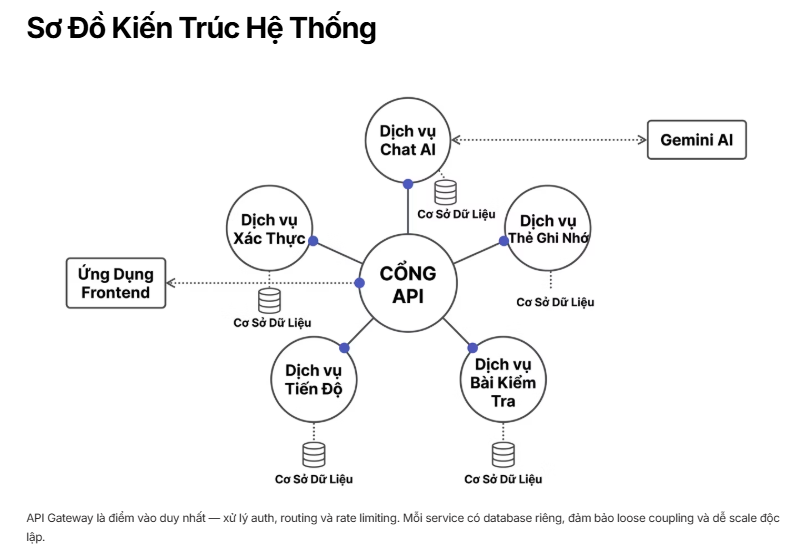 Sơ Đồ Kiến Trúc Hệ Thống
Dịch vụ
Chat AI
Gemini AI
Cơ Sở Dữ Liệu
Dịch vụ
Xác Thực
Dịch vụ
Thẻ Ghi Nhớ
CỔNG
API
Ứng Dụng
Frontend
Cơ Sở Dữ Liệu
Cơ Sở Dữ Liệu
Dịch vụ
Tiến Độ
Dịch vụ
Bài Kiểm
Tra
Cơ Sở Dữ Liệu
Cơ Sở Dữ Liệu
API Gateway là điểm vào duy nhất — xử lý auth, routing và rate limiting. Mỗi service có database riêng, đảm bảo loose coupling và dễ scale độc
lập.